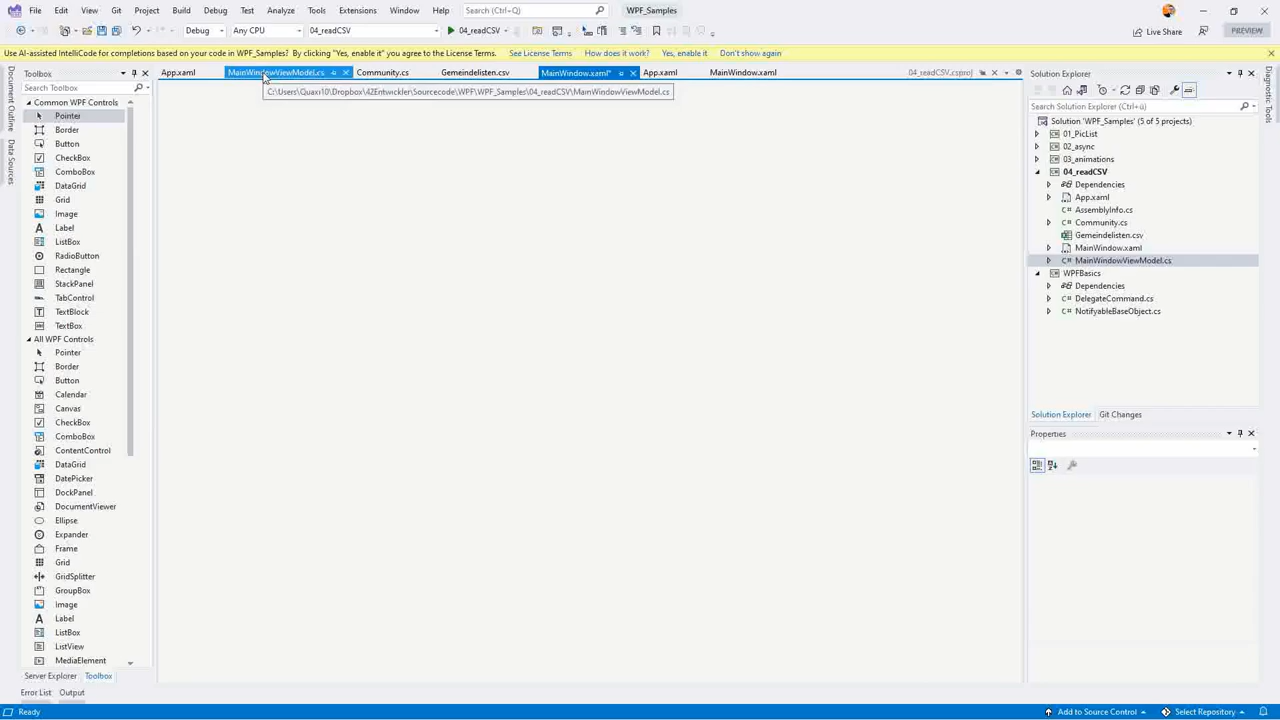 File Edit View Git Project Build Debug Test Analyze Tools Extensions Window Help Search (Ctrl+Q) WPF_Samples
Debug Any CPU 04_readCSV 04_readCSV Live Share PREVIEW
Use AI-assisted IntelliCode for completions based on your code in WPF_Samples? By clicking "Yes, enable it" you agree to the License Terms. See License Terms How does it work? Yes, enable it Don't show again
Toolbox
App.xaml MainWindowViewModel.cs Community.cs Gemeindelisten.csv MainWindow.xaml* App.xaml MainWindow.xaml 04_readCSV.csproj
Solution Explorer
Search Toolbox
C:\Users\Quaxi10\Dropbox\42Entwickler\Sourcecode\WPF\WPF_Samples\04_readCSV\MainWindowViewModel.cs
Document Outline
Data Sources
Common WPF Controls
Pointer
Border
Button
CheckBox
ComboBox
DataGrid
Grid
Image
Label
ListBox
RadioButton
Rectangle
StackPanel
TabControl
TextBlock
TextBox
All WPF Controls
Pointer
Border
Button
Calendar
Canvas
CheckBox
ComboBox
ContentControl
DataGrid
DatePicker
DockPanel
DocumentViewer
Ellipse
Expander
Frame
Grid
GridSplitter
GroupBox
Image
Label
ListBox
ListView
MediaElement
Server Explorer Toolbox
Error List Output
Search Solution Explorer (Ctrl+ü)
Solution 'WPF_Samples' (5 of 5 projects)
01_PicList
02_async
03_animations
04_readCSV
Dependencies
App.xaml
C# AssemblyInfo.cs
C# Community.cs
Gemeindelisten.csv
MainWindow.xaml
C# MainWindowViewModel.cs
WPFBasics
Dependencies
C# DelegateCommand.cs
C# NotifyableBaseObject.cs
Solution Explorer Git Changes
Properties
Diagnostic Tools
Ready Add to Source Control Select Repository